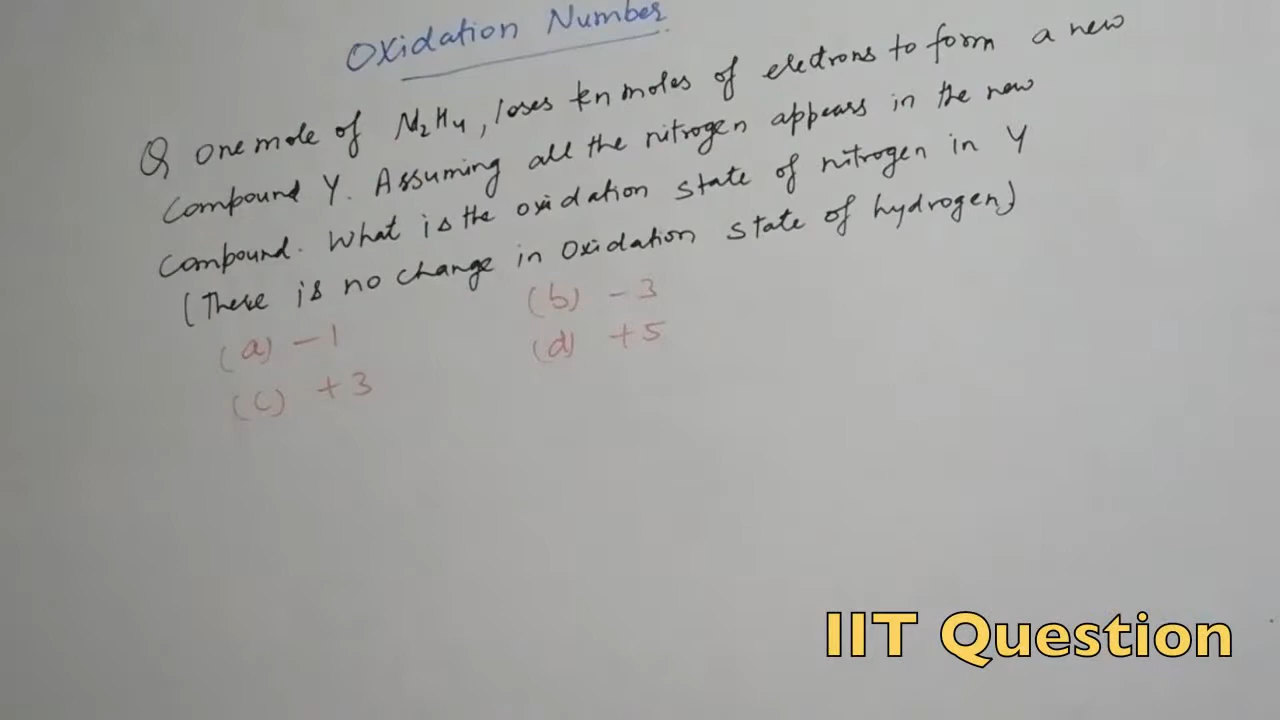 Oxidation Number
Q one mole of N₂H₄, loses ten moles of electrons to form a new
Compound Y. Assuming all the nitrogen appears in the new
Compound. What is the oxidation state of nitrogen in Y
(There is no change in Oxidation state of hydrogen)
(a) -1 (b) -3
(c) +3 (d) +5
IIT Question